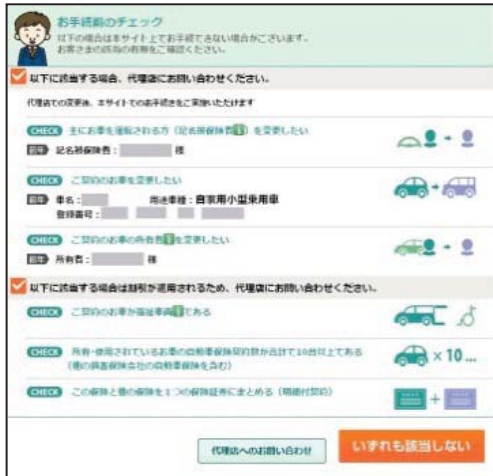 お手続前のチェック
以下の場合は本サイト上でお手続できない場合がございます。
お客さまの該当の有無をご確認ください。
以下に該当する場合、代理店にお問い合わせください。
代理店での変更後、本サイトでのお手続きをご実施いただけます
CHECK 主にお車を運転される方（記名被保険者）を変更したい
前年 記名被保険者： 様
CHECK ご契約のお車を変更したい
前年 車名： 用途車種：自家用小型乗用車
登録番号：
CHECK ご契約のお車の所有者を変更したい
前年 所有者： 様
以下に該当する場合は割引が適用されるため、代理店にお問い合わせください。
CHECK ご契約のお車が福祉車両である
CHECK 所有・使用されているお車の自動車保険契約数が合計で10台以上である
（他の損害保険会社の自動車保険を含む）
× 10 ...
CHECK この保険と他の保険を１つの保険証券にまとめる（明細付契約）
代理店へのお問い合わせ
いずれも該当しない